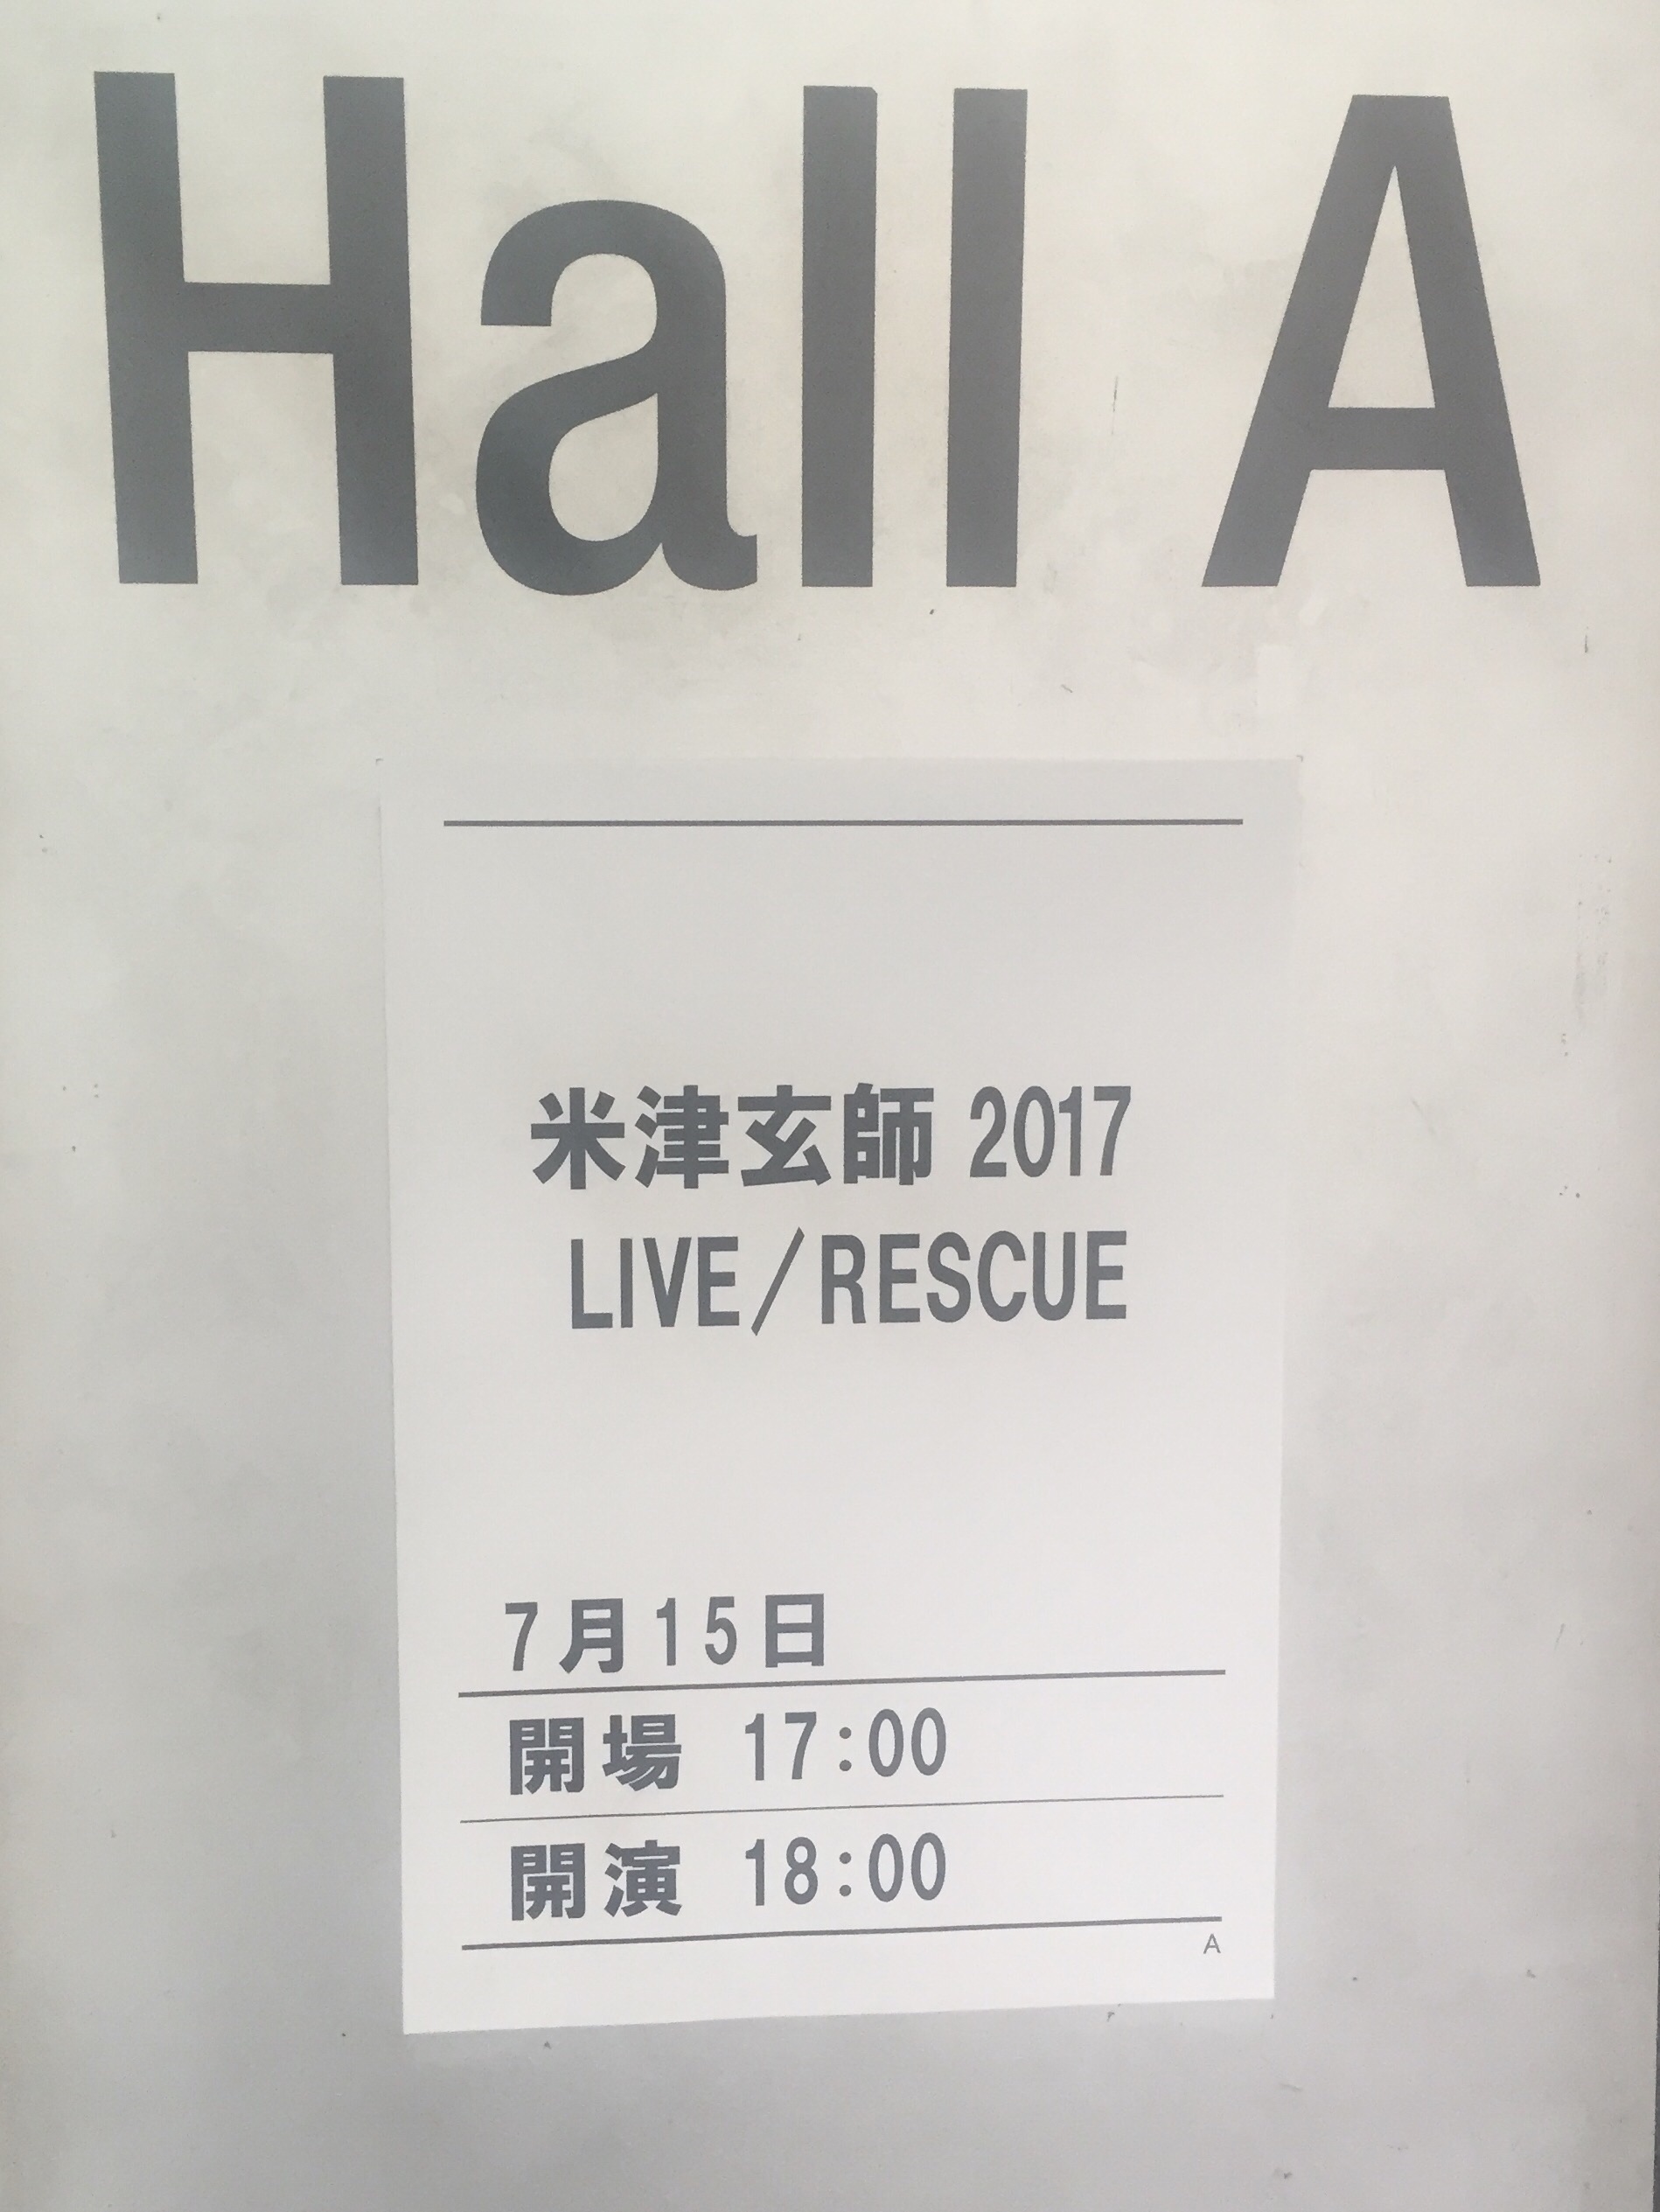 Hall A
米津玄師 2017
LIVE/RESCUE
7月15日
開場 17:00
開演 18:00
A